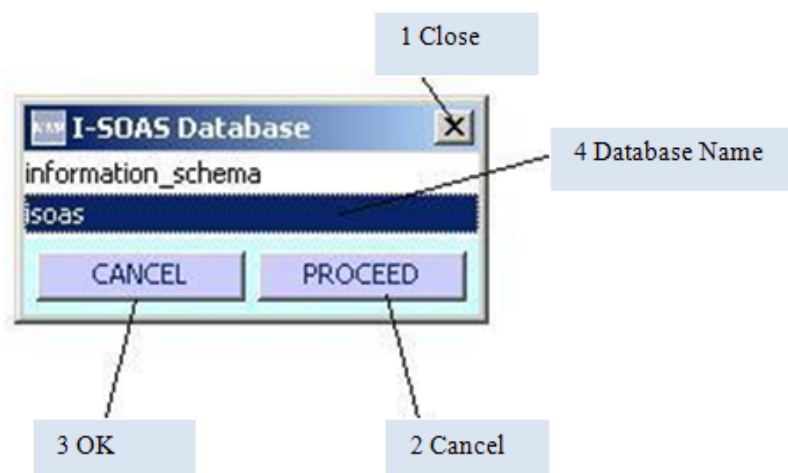 1 Close
I-SOAS Database
information_schema
4 Database Name
isoas
CANCEL
PROCEED
3 OK
2 Cancel